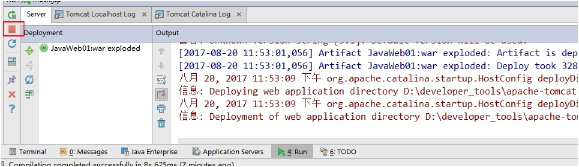 Server Tomcat Localhost Log Tomcat Catalina Log
Deployment Output
JavaWeb01:war exploded
[2017-08-20 11:53:01,056] Artifact JavaWeb01:war exploded: Artifact is dep
[2017-08-20 11:53:01,056] Artifact JavaWeb01:war exploded: Deploy took 328
八月 20, 2017 11:53:09 下午 org.apache.catalina.startup.HostConfig deployDi
信息: Deploying web application directory D:\developer_tools\apache-tomcat
八月 20, 2017 11:53:09 下午 org.apache.catalina.startup.HostConfig deployDi
信息: Deployment of web application directory D:\developer_tools\apache-to
Terminal 0: Messages Java Enterprise Application Servers 4: Run 6: TODO
Compilation completed successfully in 8s 675ms (7 minutes ago)